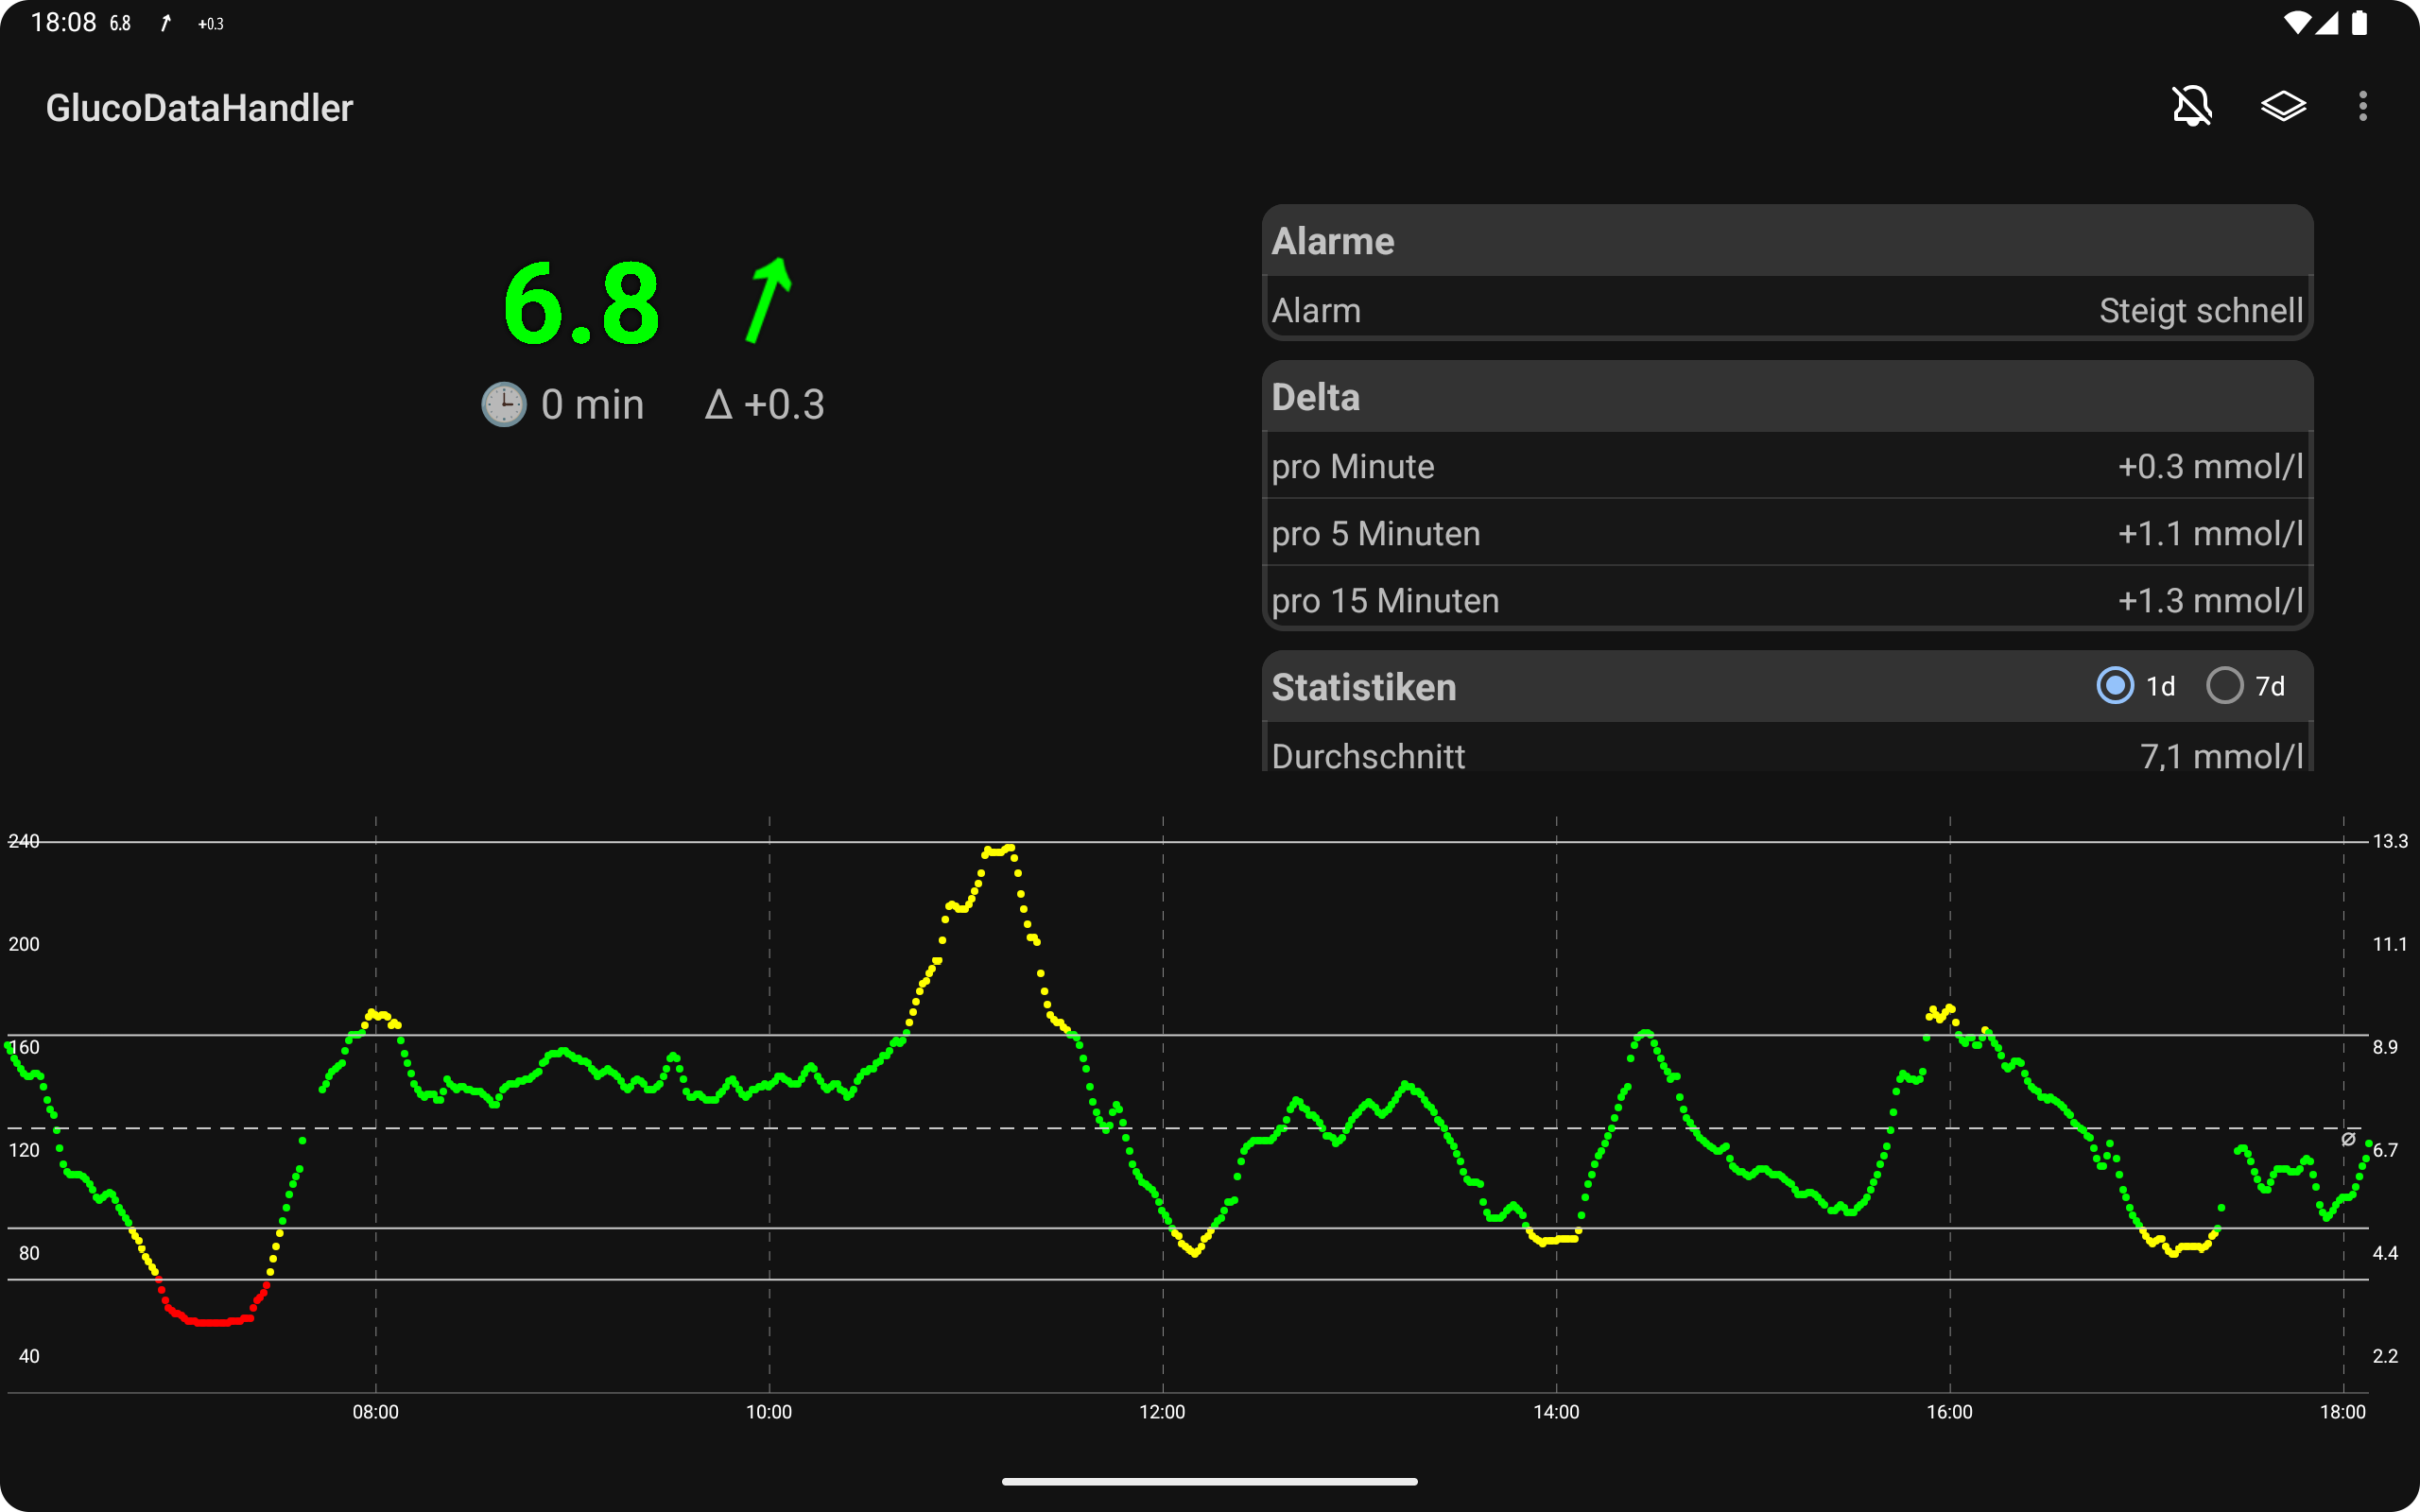 18:08 6.8 +0.3
GlucoDataHandler
6.8
0 min Δ +0.3
Alarme
Alarm Steigt schnell
Delta
pro Minute +0.3 mmol/l
pro 5 Minuten +1.1 mmol/l
pro 15 Minuten +1.3 mmol/l
Statistiken 1d 7d
Durchschnitt 7,1 mmol/l
240 13.3
200 11.1
160 8.9
Ø
120 6.7
80 4.4
40 2.2
08:00 10:00 12:00 14:00 16:00 18:00